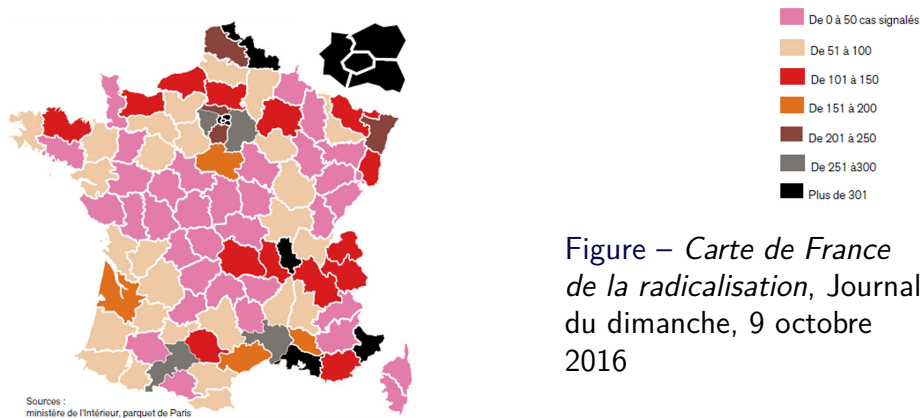 De 0 à 50 cas signalés
De 51 à 100
De 101 à 150
De 151 à 200
De 201 à 250
De 251 à300
Plus de 301
Figure – Carte de France
de la radicalisation, Journal
du dimanche, 9 octobre
2016
Sources :
ministère de l'Intérieur, parquet de Paris